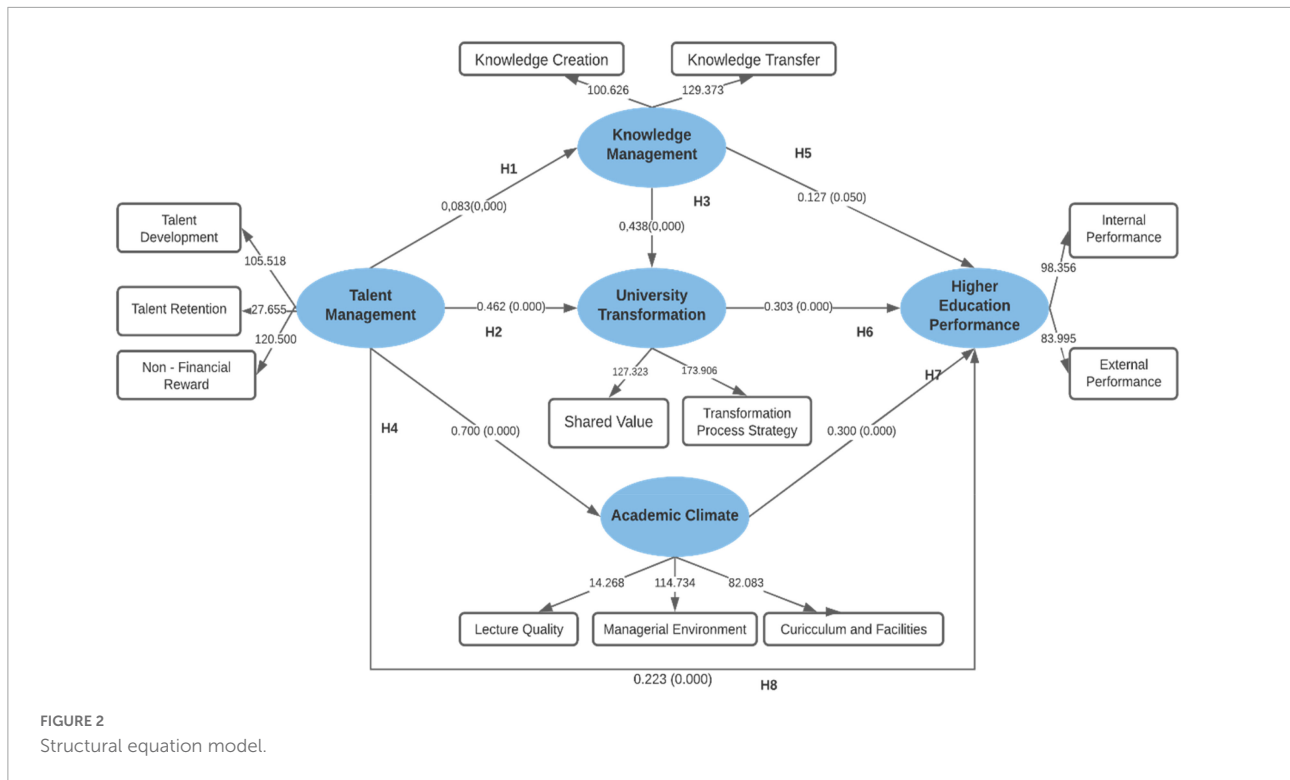 Knowledge Creation
Knowledge Transfer
100.626
129.373
Knowledge
Management
H1
H5
H3
0,083(0,000)
0.127 (0.050)
0,438(0,000)
Talent
Development
Internal
Performance
105.518
98.356
Talent Retention
27.655
Talent
Management
0.462 (0.000)
University
Transformation
0.303 (0.000)
Higher
Education
Performance
H2
H6
120.500
83.995
Non - Financial
Reward
External
Performance
127.323
173.906
H7
Shared Value
Transformation
Process Strategy
H4
0.700 (0.000)
0.300 (0.000)
Academic Climate
14.268
114.734
82.083
Lecture Quality
Managerial Environment
Curicculum and Facilities
0.223 (0.000)
H8
FIGURE 2
Structural equation model.